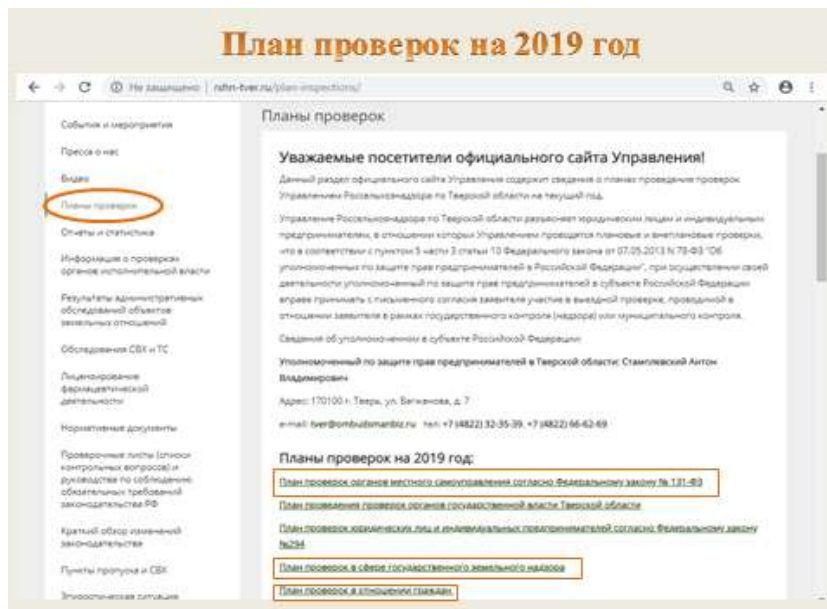 План проверок на 2019 год
Не защищено | rshn-tver.ru/plan-inspections/
События и мероприятия
Пресса о нас
Видео
Планы проверок
Отчеты и статистика
Информация о проверках
органов исполнительной власти
Результаты административных
обследований объектов
земельных отношений
Обследования СВХ и ТС
Лицензирование
фармацевтической
деятельности
Нормативные документы
Проверочные листы (списки
контрольных вопросов) и
руководства по соблюдению
обязательных требований
законодательства РФ
Краткий обзор изменений
законодательства
Пункты пропуска и СВХ
Эпизоотическая ситуация
Планы проверок
Уважаемые посетители официального сайта Управления!
Данный раздел официального сайта Управления содержит сведения о планах проведения проверок
Управлением Россельхознадзора по Тверской области на текущий год.
Управление Россельхознадзора по Тверской области разъясняет юридическим лицам и индивидуальным
предпринимателям, в отношении которых Управлением проводятся плановые и внеплановые проверки,
что в соответствии с пунктом 5 части 3 статьи 10 Федерального закона от 07.05.2013 N 78-ФЗ "Об
уполномоченных по защите прав предпринимателей в Российской Федерации", при осуществлении своей
деятельности уполномоченный по защите прав предпринимателей в субъекте Российской Федерации
вправе принимать с письменного согласия заявителя участие в выездной проверке, проводимой в
отношении заявителя в рамках государственного контроля (надзора) или муниципального контроля.
Сведения об уполномоченном в субъекте Российской Федерации:
Уполномоченный по защите прав предпринимателей в Тверской области: Стамплевский Антон
Владимирович
Адрес: 170100 г. Тверь, ул. Вагжанова, д. 7
e-mail: tver@ombudsmanbiz.ru тел: +7 (4822) 32-35-39, +7 (4822) 66-62-69
Планы проверок на 2019 год:
План проверок органов местного самоуправления согласно Федеральному закону № 131-ФЗ
План проведения проверок органов государственной власти Тверской области
План проверок юридических лиц и индивидуальных предпринимателей согласно Федеральному закону
№294
План проверок в сфере государственного земельного надзора
План проверок в отношении граждан